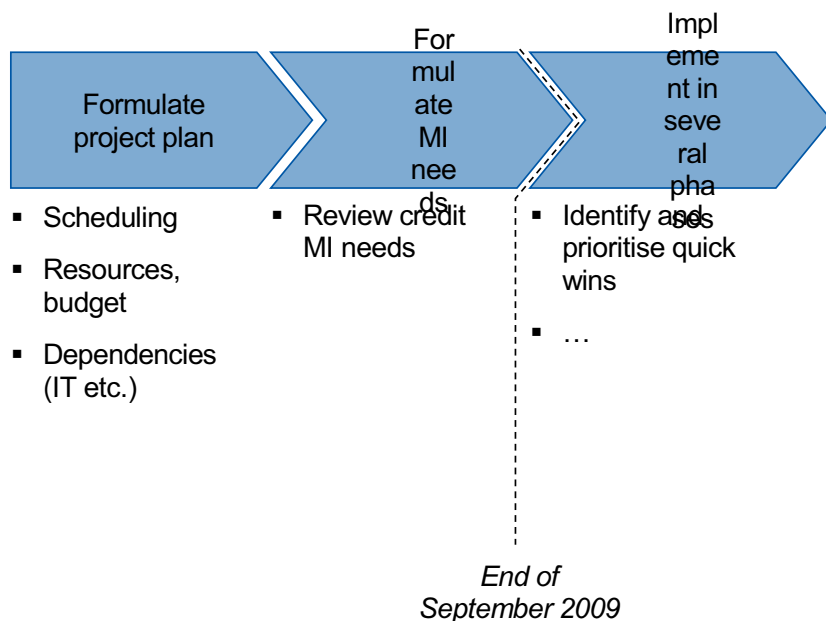 Formulate
project plan
For
mul
ate
MI
nee
ds
Impl
eme
nt in
seve
ral
pha
ses
▪ Scheduling
▪ Resources,
budget
▪ Dependencies
(IT etc.)
▪ Review credit
MI needs
▪ Identify and
prioritise quick
wins
▪ …
End of
September 2009